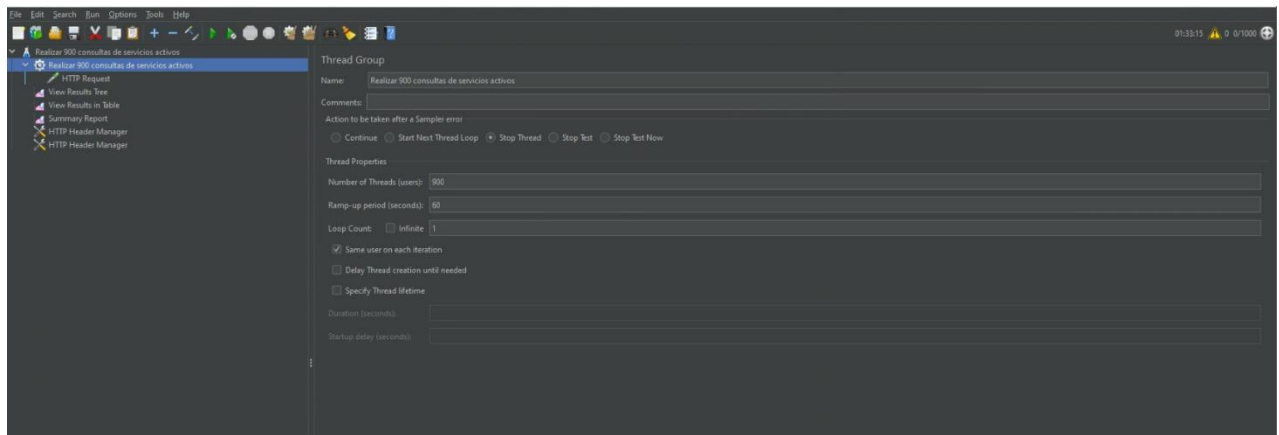 File Edit Search Run Options Tools Help
01:33:15 0 0/1000
Realizar 900 consultas de servicios activos
Realizar 900 consultas de servicios activos
HTTP Request
View Results Tree
View Results in Table
Summary Report
HTTP Header Manager
HTTP Header Manager
Thread Group
Name: Realizar 900 consultas de servicios activos
Comments:
Action to be taken after a Sampler error
Continue Start Next Thread Loop Stop Thread Stop Test Stop Test Now
Thread Properties
Number of Threads (users): 900
Ramp-up period (seconds): 60
Loop Count: Infinite 1
Same user on each iteration
Delay Thread creation until needed
Specify Thread lifetime
Duration (seconds):
Startup delay (seconds):